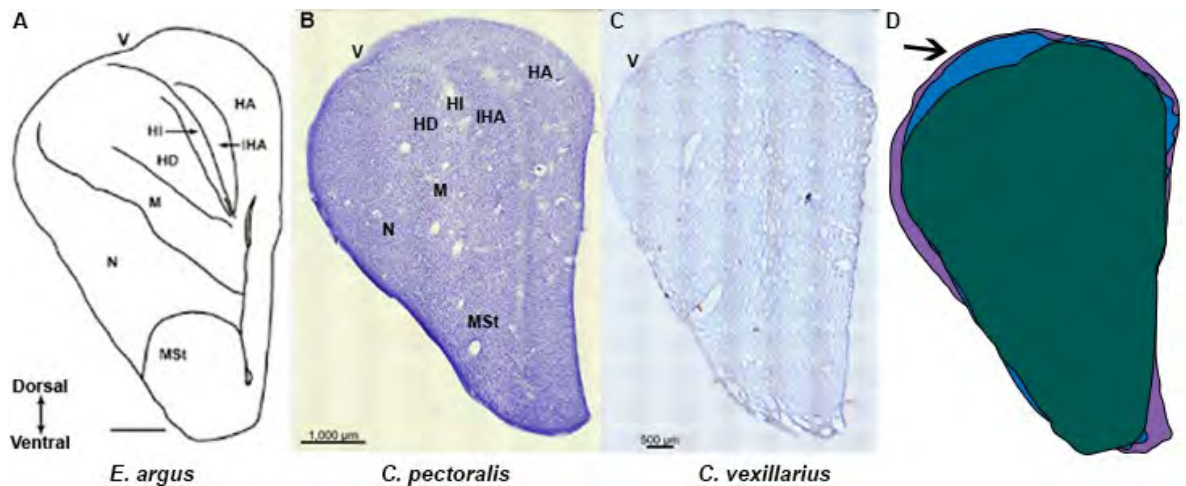 A
V
HA
HI
IHA
HD
M
N
MSt
Dorsal
Ventral
E. argus
B
V
HA
HI
HD
IHA
M
N
MSt
1,000 µm
C. pectoralis
C
V
500 µm
C. vexillarius
D